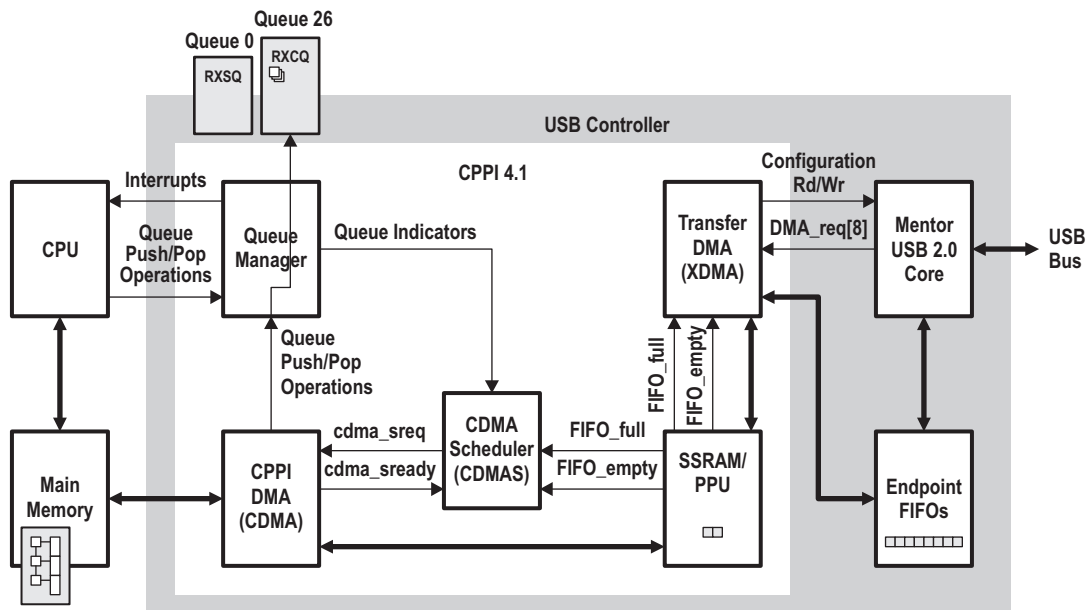 Queue 26
Queue 0
RXSQ
RXCQ
USB Controller
CPPI 4.1
Configuration
Rd/Wr
Interrupts
CPU
Queue
Push/Pop
Operations
Queue
Manager
Queue Indicators
Transfer
DMA
(XDMA)
DMA_req[8]
Mentor
USB 2.0
Core
USB
Bus
Queue
Push/Pop
Operations
FIFO_full
FIFO_empty
Main
Memory
CPPI
DMA
(CDMA)
cdma_sreq
cdma_sready
CDMA
Scheduler
(CDMAS)
FIFO_full
FIFO_empty
SSRAM/
PPU
Endpoint
FIFOs